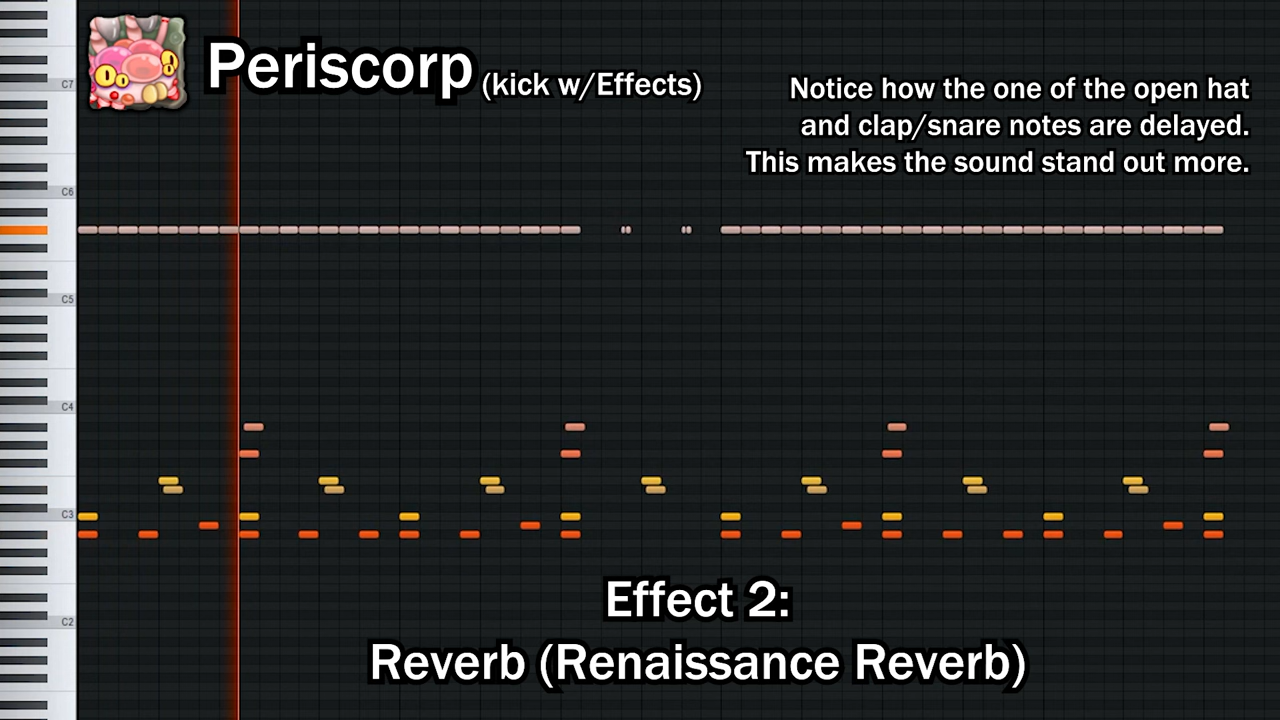 Periscorp (kick w/Effects)
Notice how the one of the open hat
and clap/snare notes are delayed.
This makes the sound stand out more.
C7
C6
C5
C4
C3
C2
Effect 2:
Reverb (Renaissance Reverb)